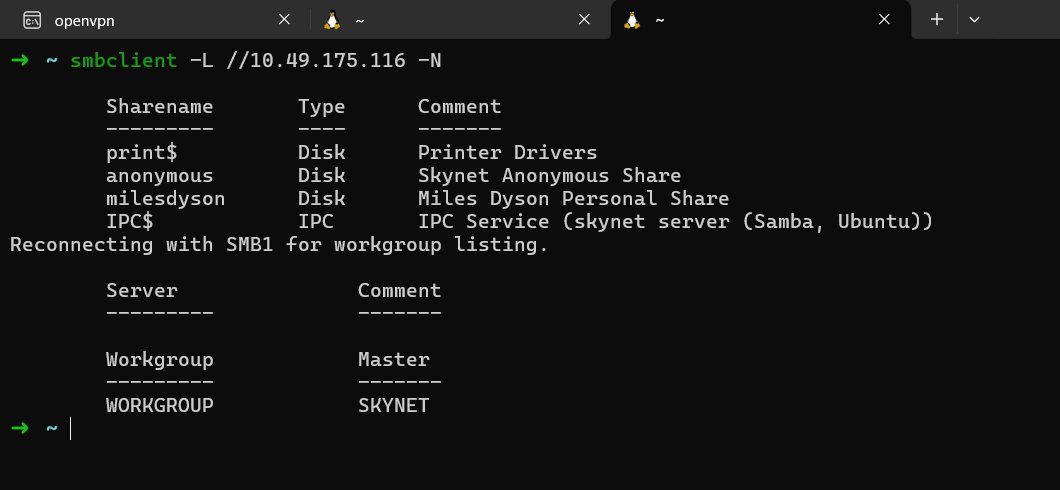 openvpn ~ ~
→ ~ smbclient -L //10.49.175.116 -N
Sharename Type Comment
--------- ---- -------
print$ Disk Printer Drivers
anonymous Disk Skynet Anonymous Share
milesdyson Disk Miles Dyson Personal Share
IPC$ IPC IPC Service (skynet server (Samba, Ubuntu))
Reconnecting with SMB1 for workgroup listing.
Server Comment
--------- -------
Workgroup Master
--------- -------
WORKGROUP SKYNET
→ ~